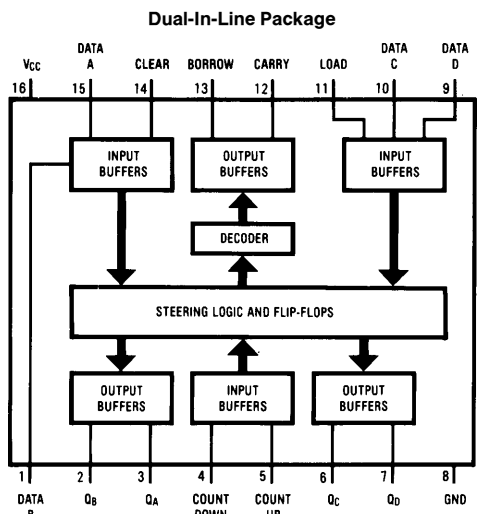 Dual-In-Line Package
VCC
DATA A
CLEAR
BORROW
CARRY
LOAD
DATA C
DATA D
16
15
14
13
12
11
10
9
INPUT
BUFFERS
OUTPUT
BUFFERS
INPUT
BUFFERS
DECODER
STEERING LOGIC AND FLIP-FLOPS
OUTPUT
BUFFERS
INPUT
BUFFERS
OUTPUT
BUFFERS
1
2
3
4
5
6
7
8
DATA
QB
QA
COUNT
DOWN
COUNT
UP
QC
QD
GND